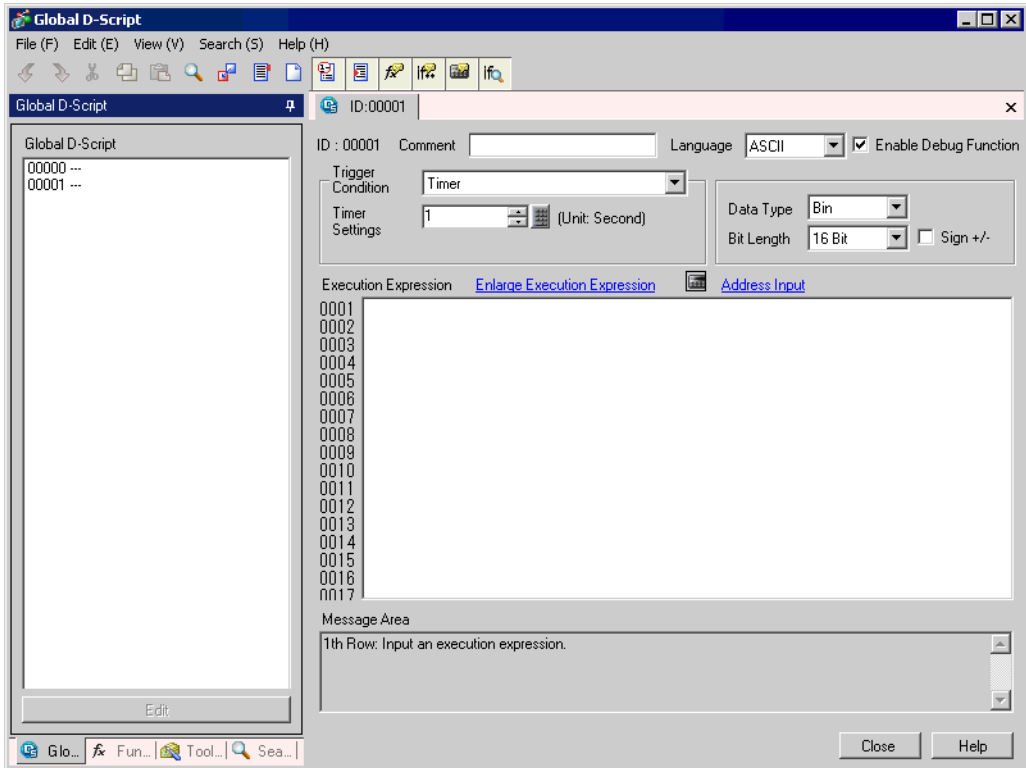 Global D-Script
File (F) Edit (E) View (V) Search (S) Help (H)
Global D-Script
ID:00001
Global D-Script
00000 ---
00001 ---
Edit
Glo... Fun... Tool... Sea...
ID : 00001 Comment Language ASCII Enable Debug Function
Trigger Condition Timer
Timer Settings 1 (Unit: Second)
Data Type Bin
Bit Length 16 Bit Sign +/-
Execution Expression Enlarge Execution Expression Address Input
0001
0002
0003
0004
0005
0006
0007
0008
0009
0010
0011
0012
0013
0014
0015
0016
0017
Message Area
1th Row: Input an execution expression.
Close Help